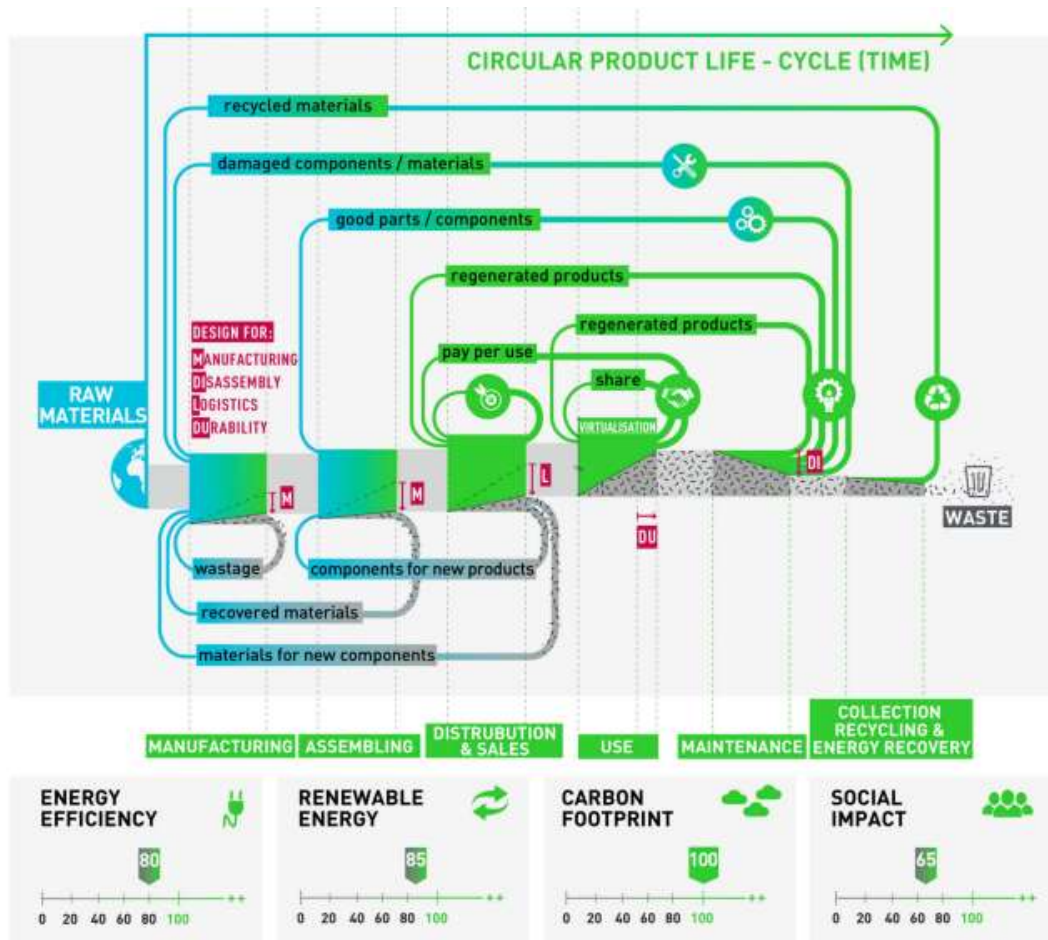 CIRCULAR PRODUCT LIFE - CYCLE (TIME)
recycled materials
damaged components / materials
good parts / components
regenerated products
regenerated products
pay per use
share
VIRTUALISATION
DESIGN FOR:
MANUFACTURING
DISASSEMBLY
LOGISTICS
DURABILITY
RAW
MATERIALS
M
M
L
DI
DU
WASTE
wastage
components for new products
recovered materials
materials for new components
MANUFACTURING
ASSEMBLING
DISTRUBUTION
& SALES
USE
MAINTENANCE
COLLECTION
RECYCLING &
ENERGY RECOVERY
ENERGY
EFFICIENCY
80
0 20 40 60 80 100 ++
RENEWABLE
ENERGY
85
0 20 40 60 80 100 ++
CARBON
FOOTPRINT
100
0 20 40 60 80 100 ++
SOCIAL
IMPACT
65
0 20 40 60 80 100 ++